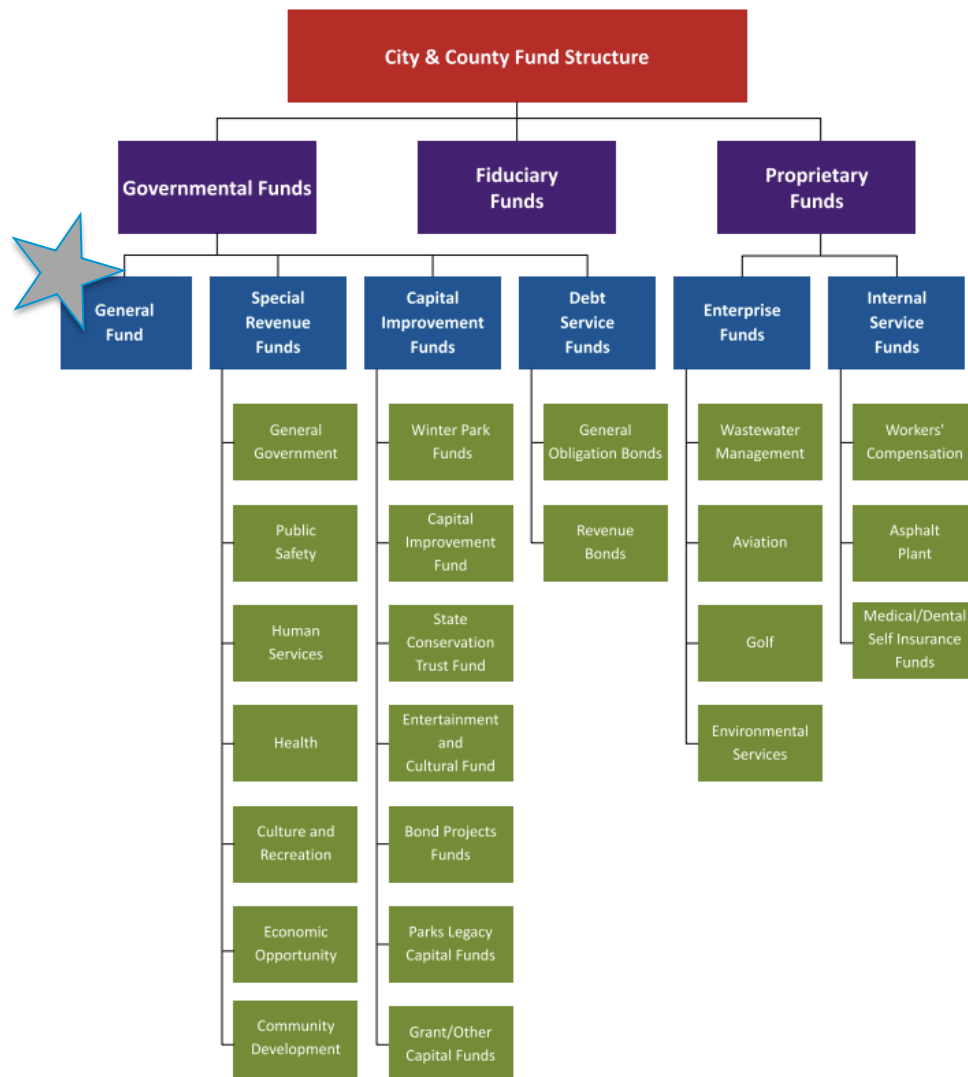 City & County Fund Structure
Governmental Funds
Fiduciary
Funds
Proprietary
Funds
General
Fund
Special
Revenue
Funds
Capital
Improvement
Funds
Debt
Service
Funds
Enterprise
Funds
Internal
Service
Funds
General
Government
Public
Safety
Human
Services
Health
Culture and
Recreation
Economic
Opportunity
Community
Development
Winter Park
Funds
Capital
Improvement
Fund
State
Conservation
Trust Fund
Entertainment
and
Cultural Fund
Bond Projects
Funds
Parks Legacy
Capital Funds
Grant/Other
Capital Funds
General
Obligation Bonds
Revenue
Bonds
Wastewater
Management
Aviation
Golf
Environmental
Services
Workers'
Compensation
Asphalt
Plant
Medical/Dental
Self Insurance
Funds